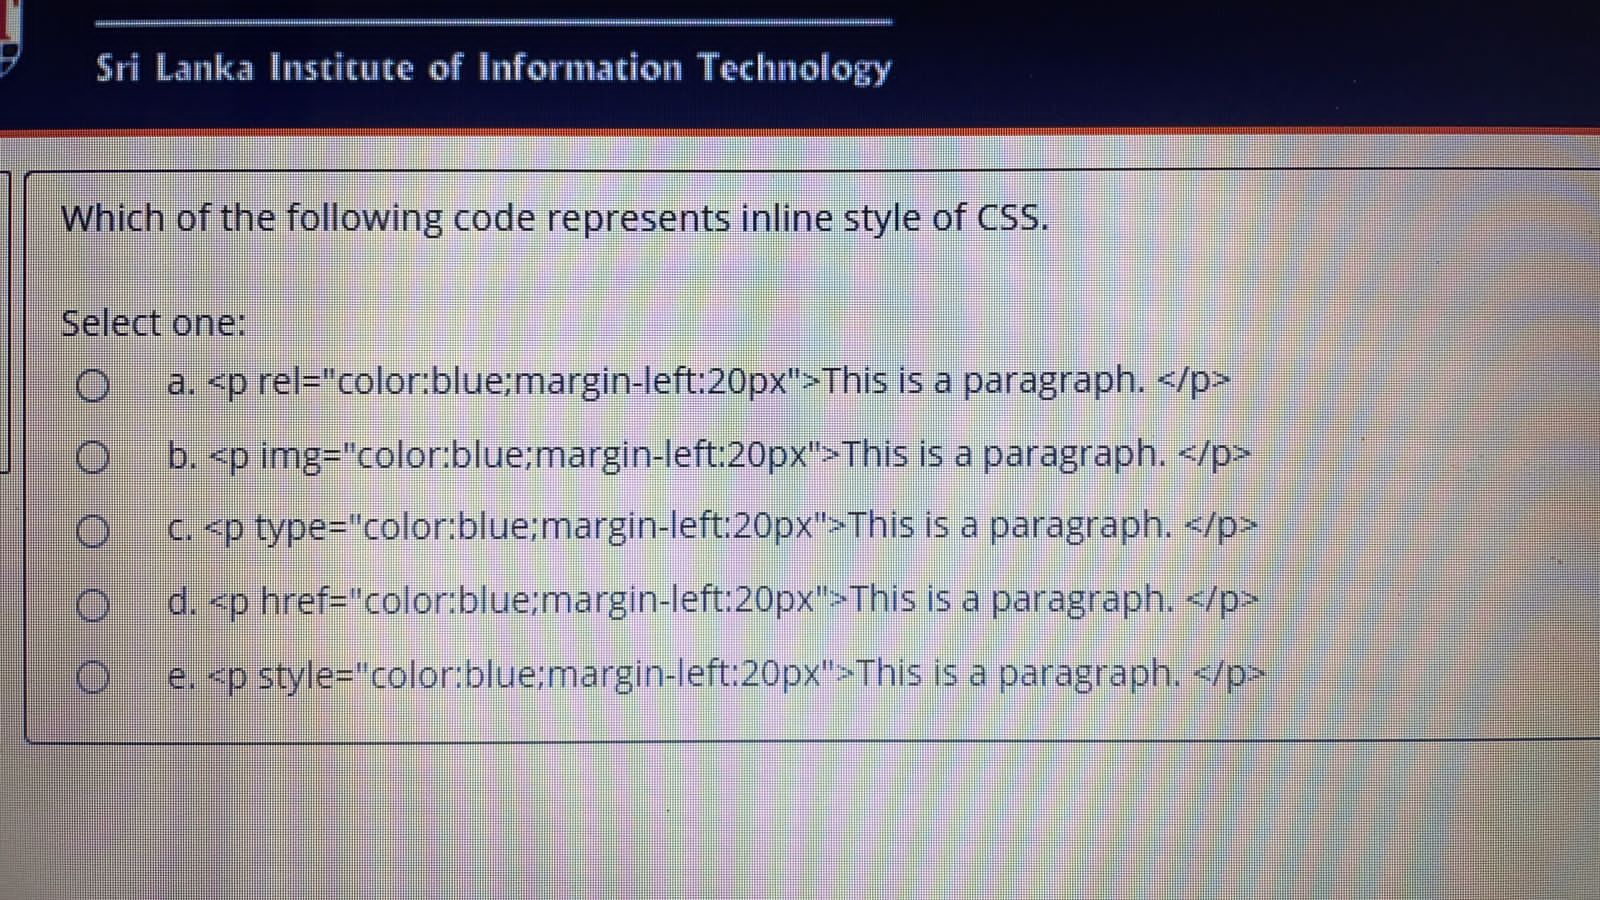 Sri Lanka Institute of Information Technology
Which of the following code represents inline style of CSS.
Select one:
a. <p rel="color:blue;margin-left:20px">This is a paragraph. </p>
b. <p img="color:blue;margin-left:20px">This is a paragraph. </p>
c. <p type="color:blue;margin-left:20px">This is a paragraph. </p>
d. <p href="color:blue;margin-left:20px">This is a paragraph. </p>
e. <p style="color:blue;margin-left:20px">This is a paragraph. </p>